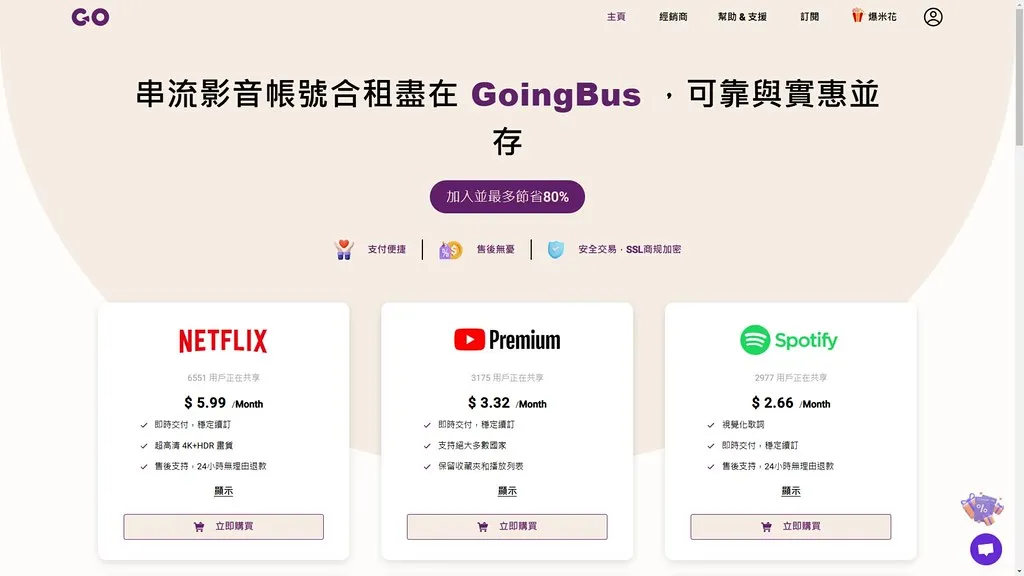 GO
主頁 經銷商 幫助 & 支援 訂閱 爆米花
串流影音帳號合租盡在 GoingBus ，可靠與實惠並
存
加入並最多節省80%
支付便捷 售後無憂 安全交易，SSL商规加密
NETFLIX
6551 用戶正在共享
$ 5.99 /Month
即時交付，穩定續訂
超高清 4K+HDR 畫質
售後支持，24小時無理由退款
顯示
立即購買
Premium
3175 用戶正在共享
$ 3.32 /Month
即時交付，穩定續訂
支持絕大多數國家
保留收藏夾和播放列表
顯示
立即購買
Spotify
2977 用戶正在共享
$ 2.66 /Month
視覺化歌詞
即時交付，穩定續訂
售後支持，24小時無理由退款
顯示
立即購買